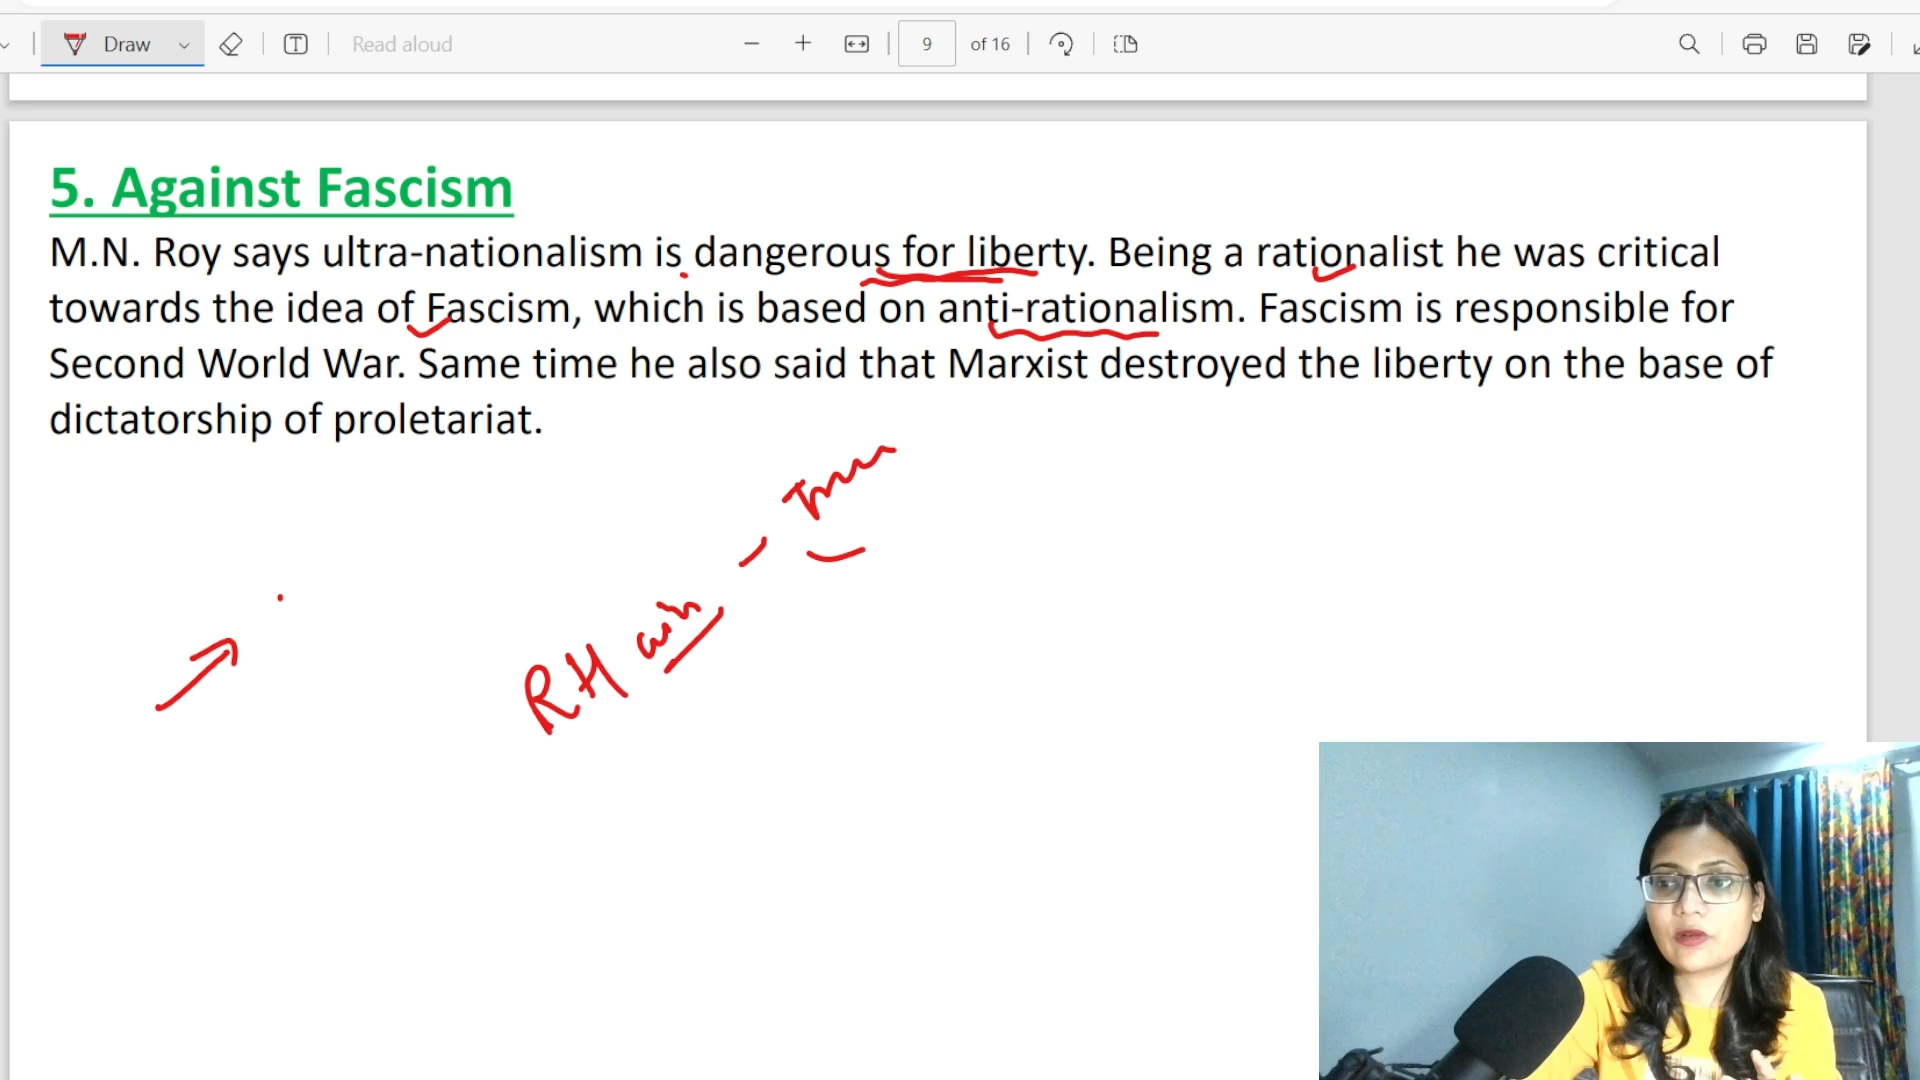 Draw Read aloud 9 of 16
5. Against Fascism
M.N. Roy says ultra-nationalism is dangerous for liberty. Being a rationalist he was critical
towards the idea of Fascism, which is based on anti-rationalism. Fascism is responsible for
Second World War. Same time he also said that Marxist destroyed the liberty on the base of
dictatorship of proletariat.
RH